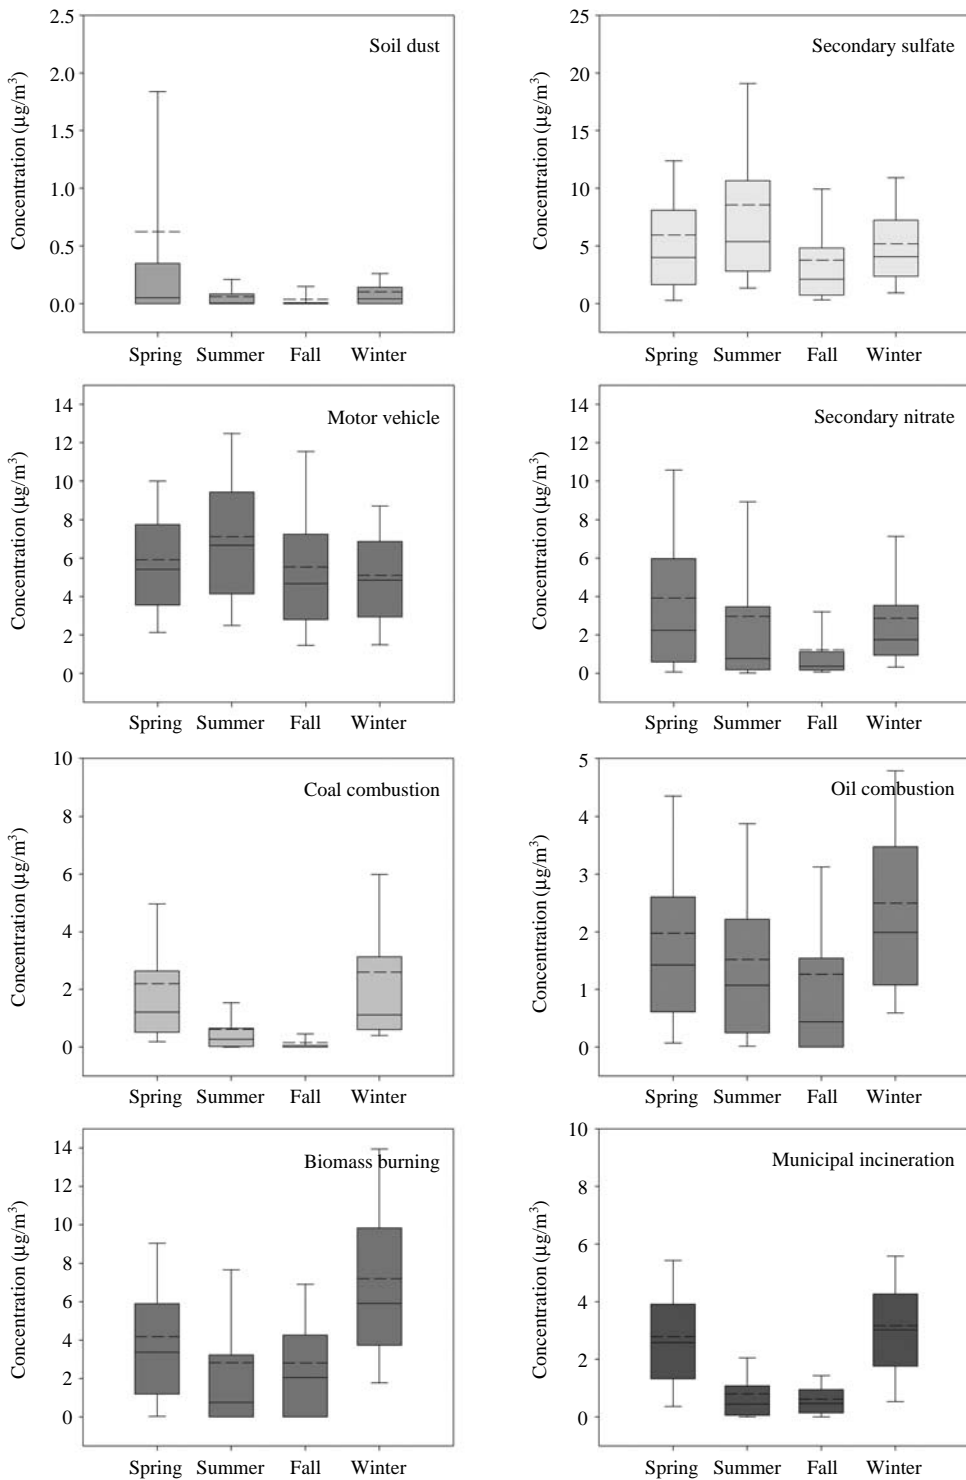 Soil dust
Concentration (μg/m³)
2.5
2.0
1.5
1.0
0.5
0.0
Spring Summer Fall Winter
Secondary sulfate
Concentration (μg/m³)
25
20
15
10
5
0
Spring Summer Fall Winter
Motor vehicle
Concentration (μg/m³)
14
12
10
8
6
4
2
0
Spring Summer Fall Winter
Secondary nitrate
Concentration (μg/m³)
14
12
10
8
6
4
2
0
Spring Summer Fall Winter
Coal combustion
Concentration (μg/m³)
10
8
6
4
2
0
Spring Summer Fall Winter
Oil combustion
Concentration (μg/m³)
5
4
3
2
1
0
Spring Summer Fall Winter
Biomass burning
Concentration (μg/m³)
14
12
10
8
6
4
2
0
Spring Summer Fall Winter
Municipal incineration
Concentration (μg/m³)
10
8
6
4
2
0
Spring Summer Fall Winter